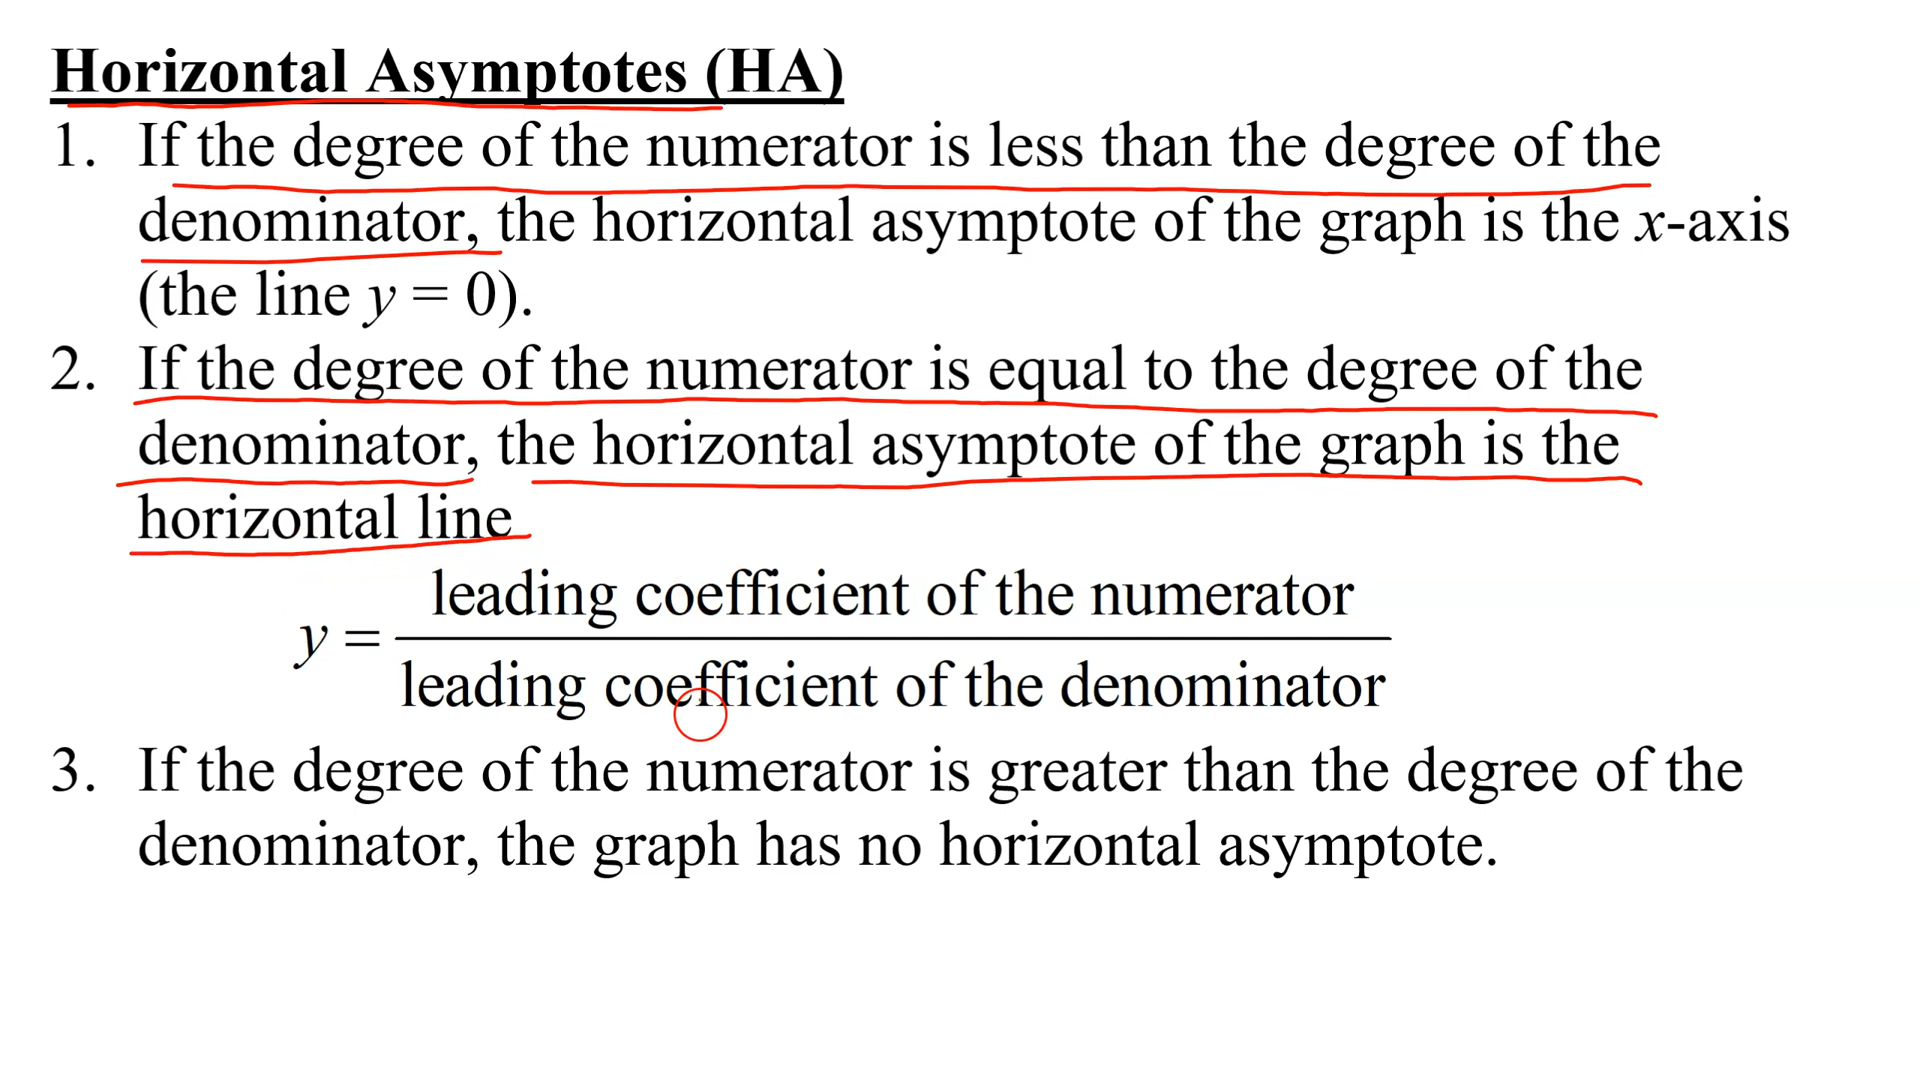 Horizontal Asymptotes (HA)
1. If the degree of the numerator is less than the degree of the
denominator, the horizontal asymptote of the graph is the x-axis
(the line y = 0).
2. If the degree of the numerator is equal to the degree of the
denominator, the horizontal asymptote of the graph is the
horizontal line
y = leading coefficient of the numerator
leading coefficient of the denominator
3. If the degree of the numerator is greater than the degree of the
denominator, the graph has no horizontal asymptote.